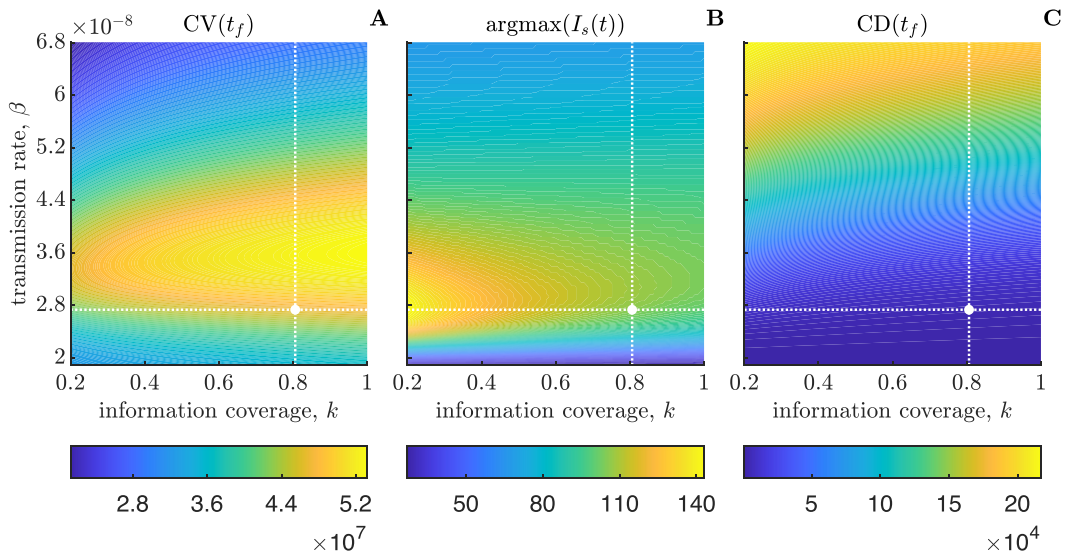 ×10⁻⁸ CV(t_f) A argmax(I_s(t)) B CD(t_f) C
6.8
6
5.2
4.4
3.6
2.8
2
transmission rate, β
0.2 0.4 0.6 0.8 1 0.2 0.4 0.6 0.8 1 0.2 0.4 0.6 0.8 1
information coverage, k information coverage, k information coverage, k
2.8 3.6 4.4 5.2 50 80 110 140 5 10 15 20
×10⁷ ×10⁴